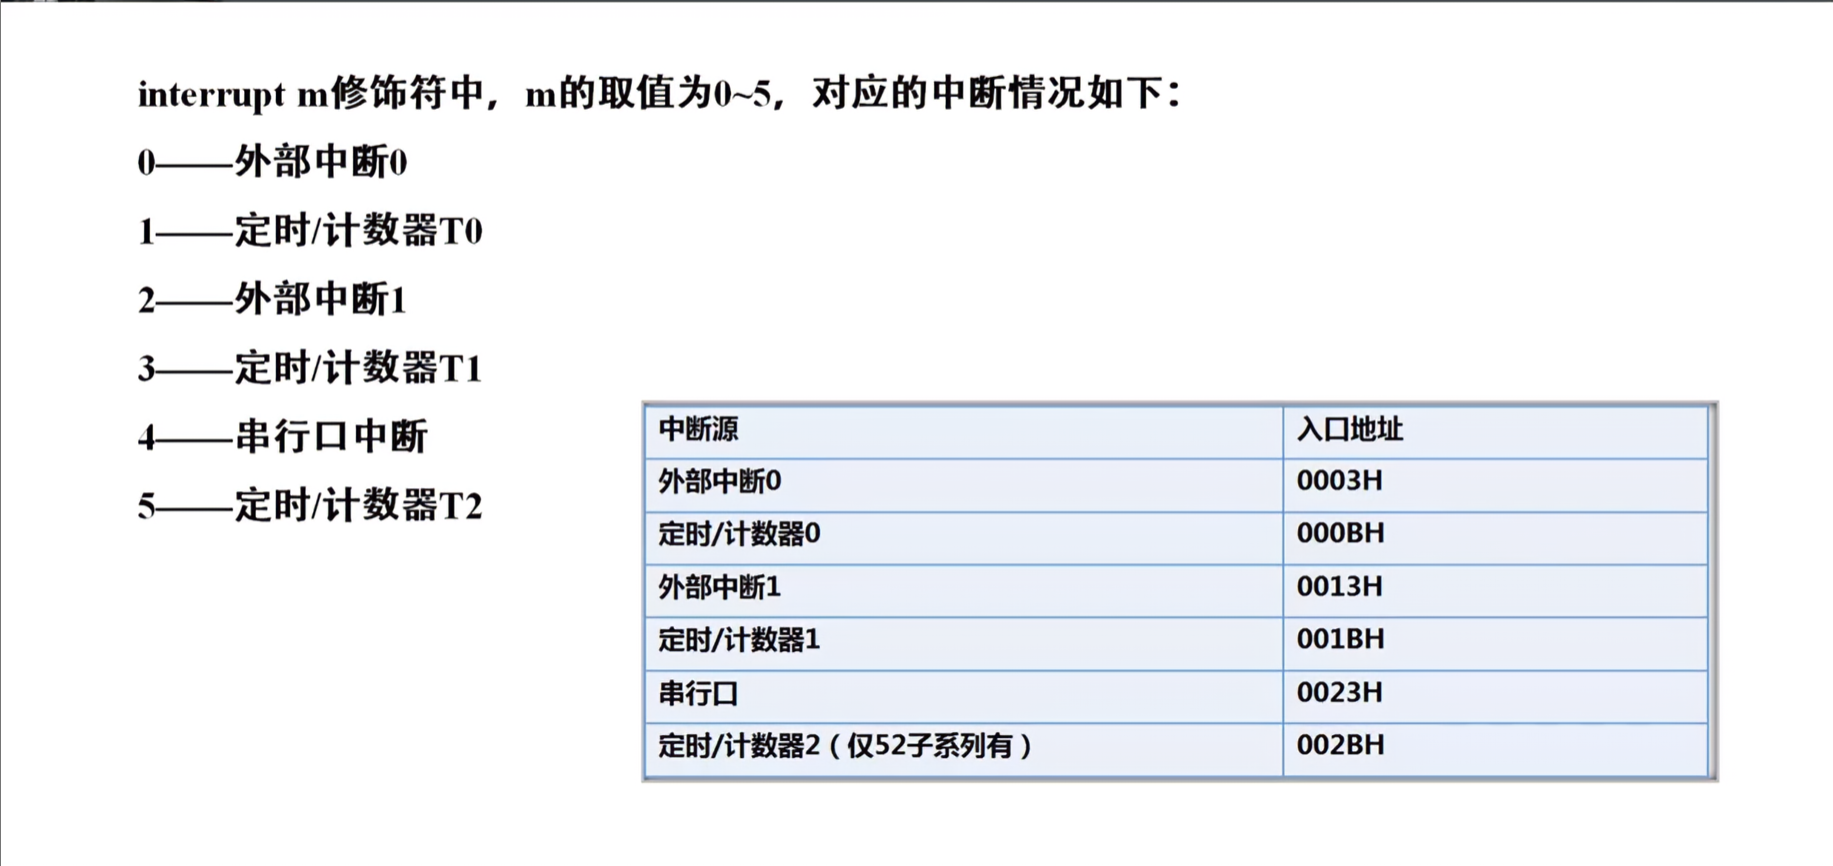 interrupt m修饰符中，m的取值为0~5，对应的中断情况如下：
0——外部中断0
1——定时/计数器T0
2——外部中断1
3——定时/计数器T1
4——串行口中断
5——定时/计数器T2
中断源 入口地址
外部中断0 0003H
定时/计数器0 000BH
外部中断1 0013H
定时/计数器1 001BH
串行口 0023H
定时/计数器2（仅52子系列有） 002BH